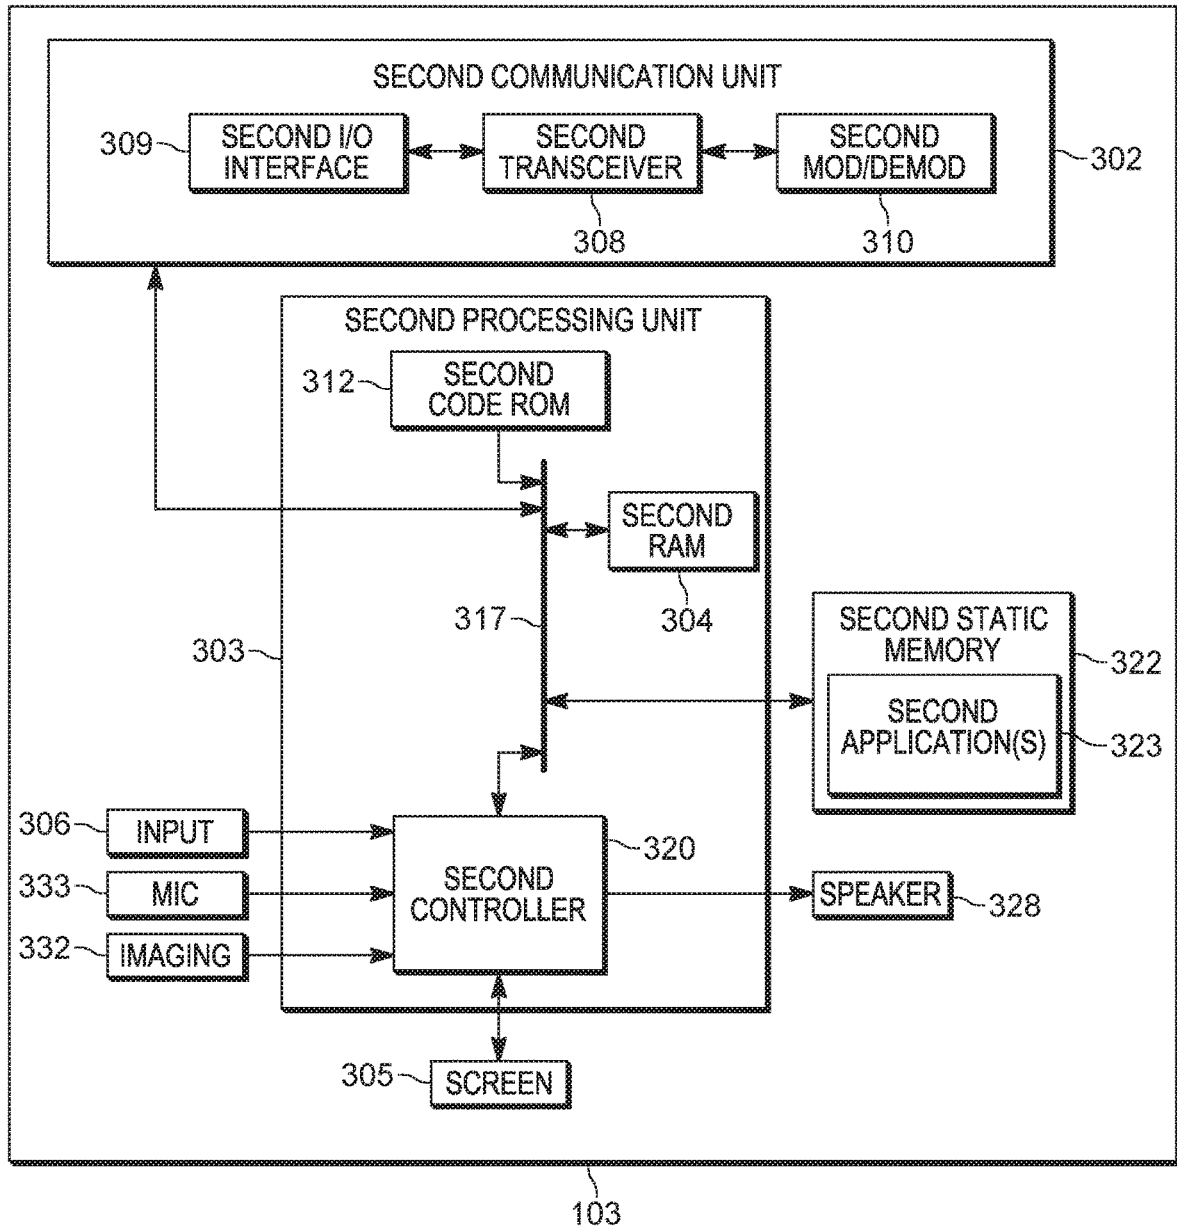 SECOND COMMUNICATION UNIT
309
SECOND I/O
INTERFACE
SECOND
TRANSCEIVER
SECOND
MOD/DEMOD
302
308
310
SECOND PROCESSING UNIT
312
SECOND
CODE ROM
SECOND
RAM
317
304
303
SECOND STATIC
MEMORY
322
SECOND
APPLICATION(S)
323
306
INPUT
320
333
MIC
SECOND
CONTROLLER
SPEAKER
328
332
IMAGING
305
SCREEN
103